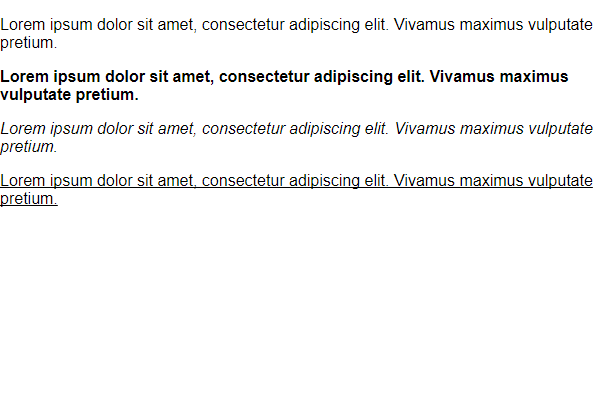 Lorem ipsum dolor sit amet, consectetur adipiscing elit. Vivamus maximus vulputate
pretium.
Lorem ipsum dolor sit amet, consectetur adipiscing elit. Vivamus maximus
vulputate pretium.
Lorem ipsum dolor sit amet, consectetur adipiscing elit. Vivamus maximus vulputate
pretium.
Lorem ipsum dolor sit amet, consectetur adipiscing elit. Vivamus maximus vulputate
pretium.